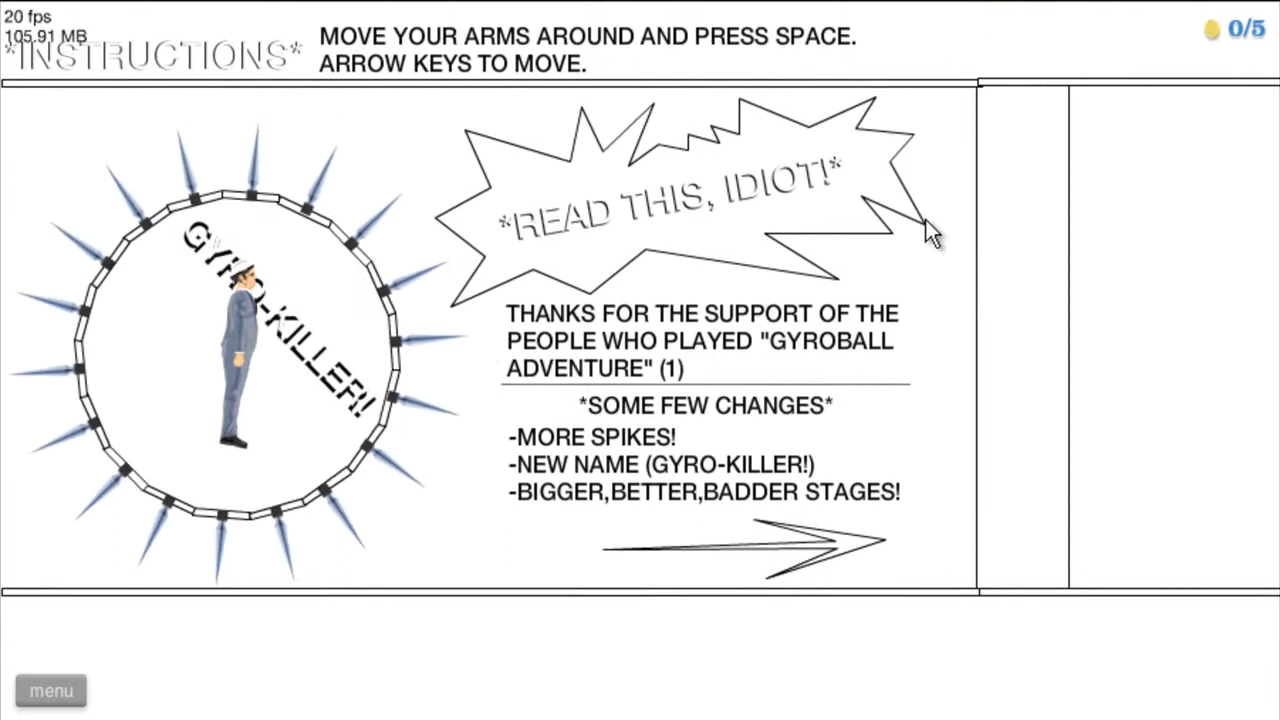 20 fps
105.91 MB
*INSTRUCTIONS*
MOVE YOUR ARMS AROUND AND PRESS SPACE.
ARROW KEYS TO MOVE.
0/5
*READ THIS, IDIOT!*
GYRO-KILLER!
THANKS FOR THE SUPPORT OF THE
PEOPLE WHO PLAYED "GYROBALL
ADVENTURE" (1)
*SOME FEW CHANGES*
-MORE SPIKES!
-NEW NAME (GYRO-KILLER!)
-BIGGER,BETTER,BADDER STAGES!
menu